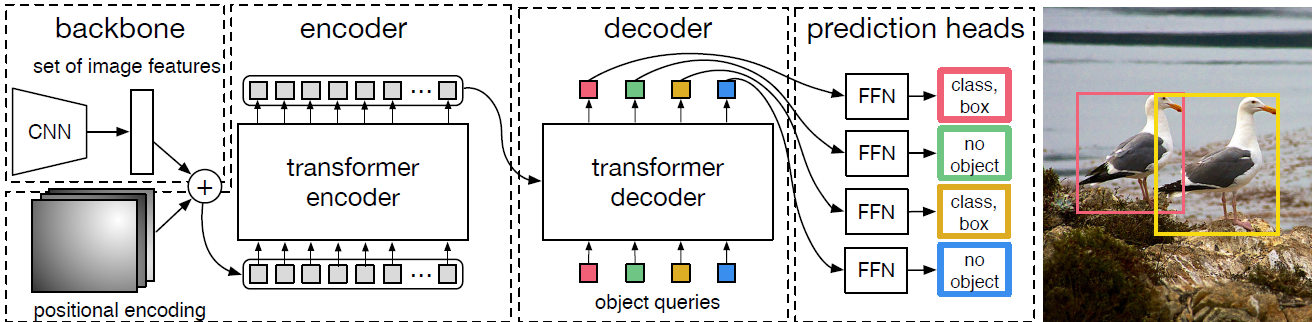 backbone
set of image features
CNN
+
positional encoding
encoder
...
transformer
encoder
...
decoder
transformer
decoder
object queries
prediction heads
FFN
class,
box
FFN
no
object
FFN
class,
box
FFN
no
object